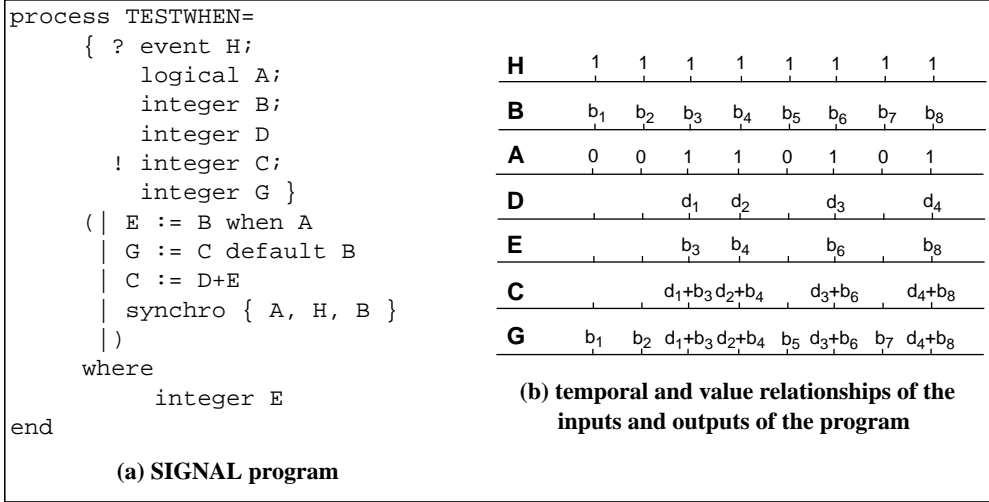 process TESTWHEN=
{ ? event H;
logical A;
integer B;
integer D
! integer C;
integer G }
(| E := B when A
| G := C default B
| C := D+E
| synchro { A, H, B }
|)
where
integer E
end
(a) SIGNAL program
H 1 1 1 1 1 1 1 1
B b1 b2 b3 b4 b5 b6 b7 b8
A 0 0 1 1 0 1 0 1
D d1 d2 d3 d4
E b3 b4 b6 b8
C d1+b3 d2+b4 d3+b6 d4+b8
G b1 b2 d1+b3 d2+b4 b5 d3+b6 b7 d4+b8
(b) temporal and value relationships of the
inputs and outputs of the program